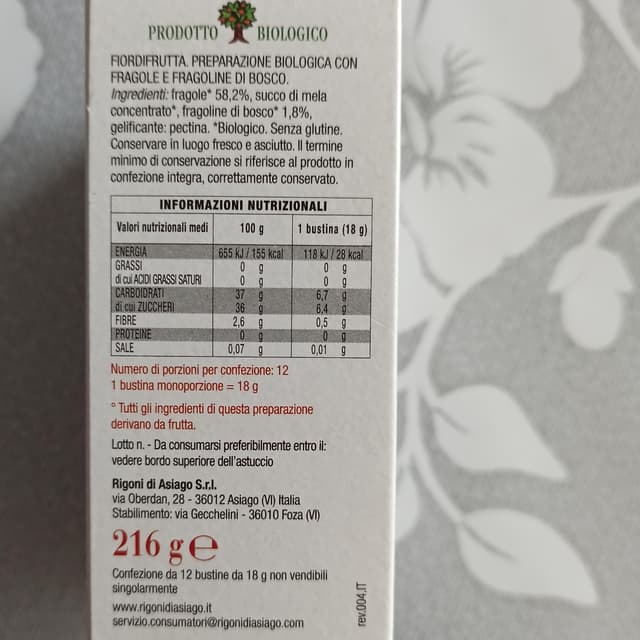 PRODOTTO BIOLOGICO
FIORDIFRUTTA. PREPARAZIONE BIOLOGICA CON
FRAGOLE E FRAGOLINE DI BOSCO.
Ingredienti: fragole* 58,2%, succo di mela
concentrato*, fragoline di bosco* 1,8%,
gelificante: pectina. *Biologico. Senza glutine.
Conservare in luogo fresco e asciutto. Il termine
minimo di conservazione si riferisce al prodotto in
confezione integra, correttamente conservato.
INFORMAZIONI NUTRIZIONALI
Valori nutrizionali medi 100 g 1 bustina (18 g)
ENERGIA 655 kJ / 155 kcal 118 kJ / 28 kcal
GRASSI 0 g 0 g
di cui ACIDI GRASSI SATURI 0 g 0 g
CARBOIDRATI 37 g 6,7 g
di cui ZUCCHERI 36 g 6,4 g
FIBRE 2,6 g 0,5 g
PROTEINE 0 g 0 g
SALE 0,07 g 0,01 g
Numero di porzioni per confezione: 12
1 bustina monoporzione = 18 g
° Tutti gli ingredienti di questa preparazione
derivano da frutta.
Lotto n. - Da consumarsi preferibilmente entro il:
vedere bordo superiore dell'astuccio
Rigoni di Asiago S.r.l.
via Oberdan, 28 - 36012 Asiago (VI) Italia
Stabilimento: via Gecchelini - 36010 Foza (VI)
216 g e
Confezione da 12 bustine da 18 g non vendibili
singolarmente
www.rigonidiasiago.it
servizio.consumatori@rigonidiasiago.com
rev.004.IT